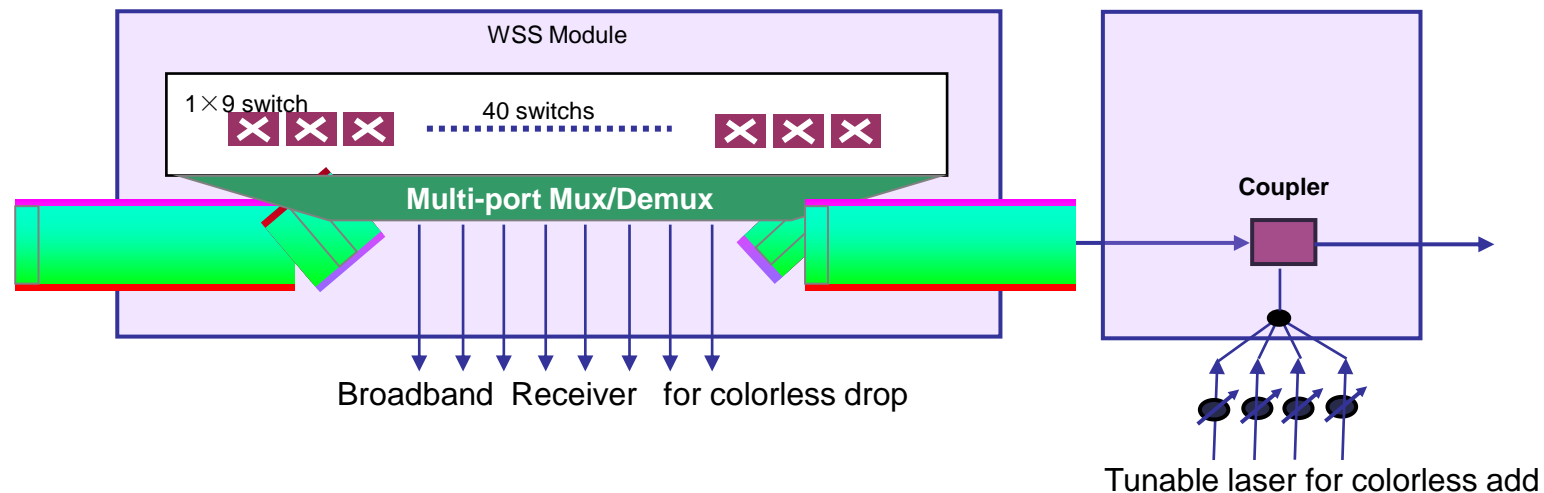 WSS Module
1×9 switch
40 switchs
Multi-port Mux/Demux
Coupler
Broadband Receiver for colorless drop
Tunable laser for colorless add